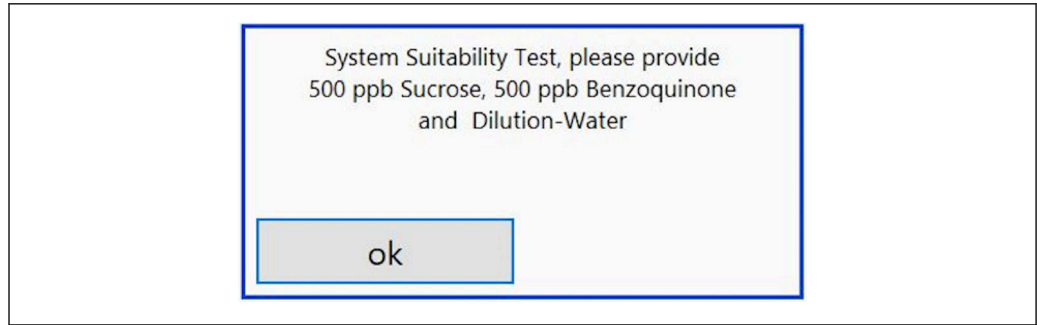 System Suitability Test, please provide
500 ppb Sucrose, 500 ppb Benzoquinone
and Dilution-Water
ok